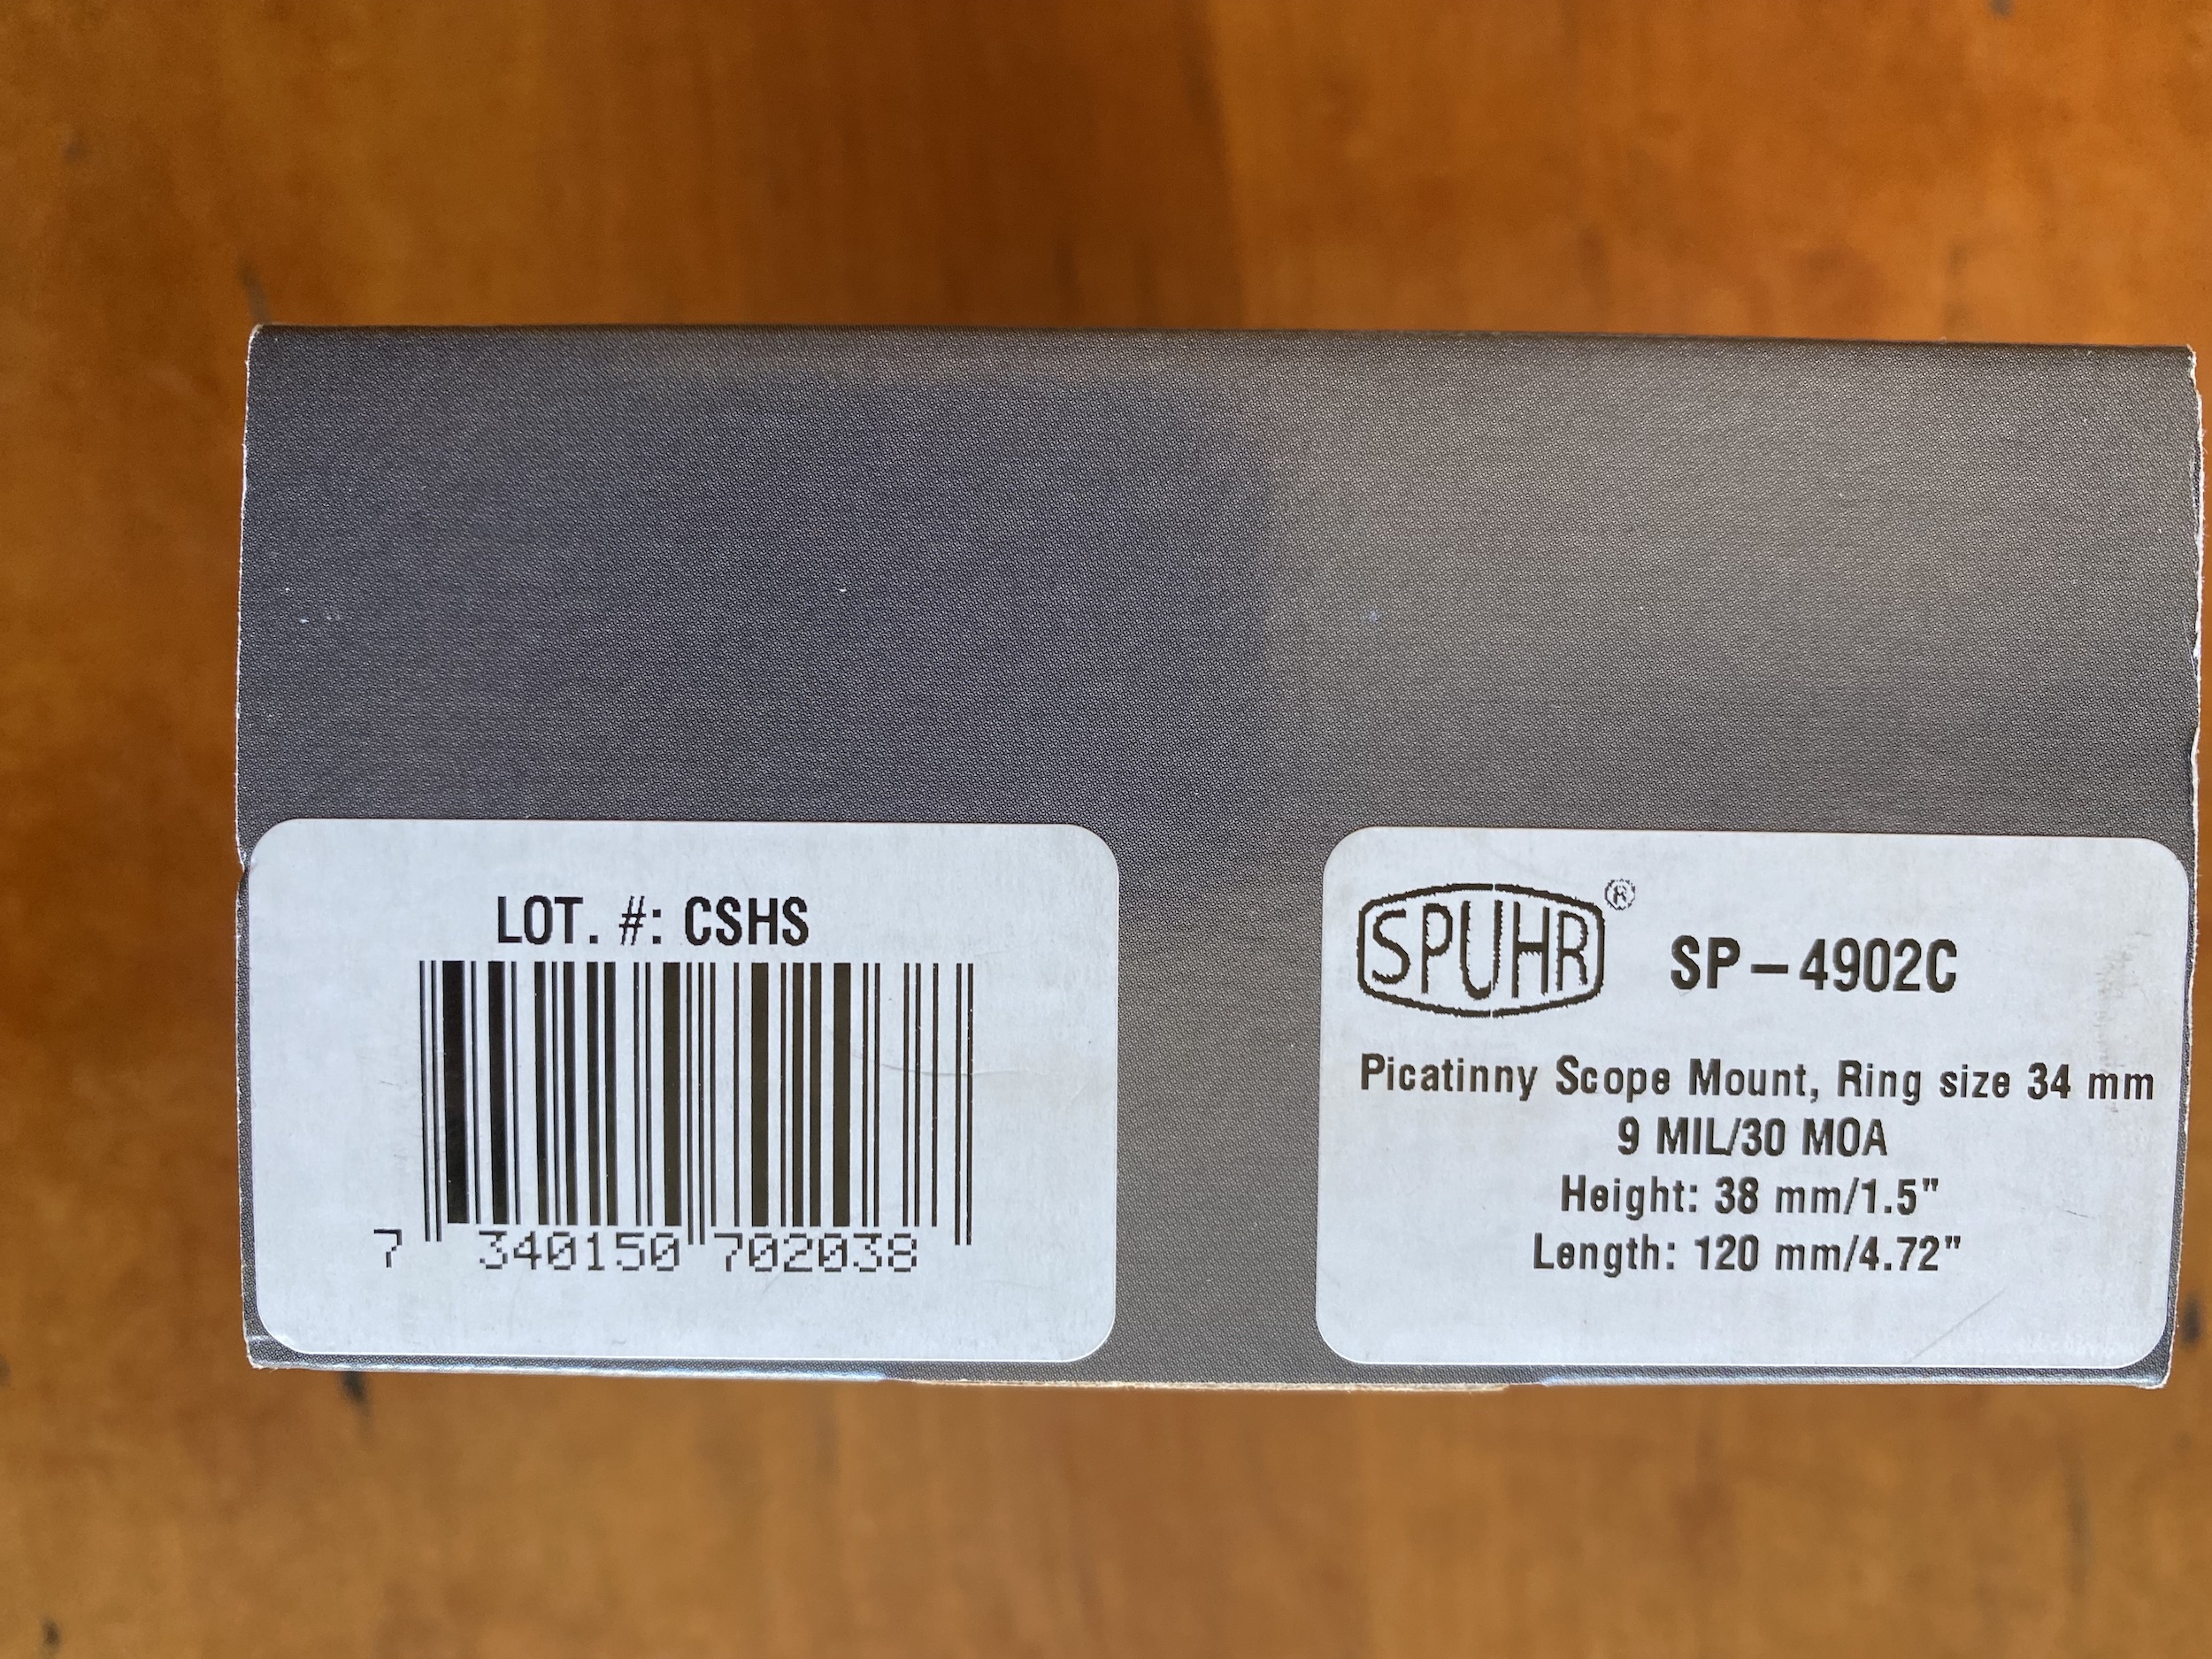 LOT. #: CSHS
7 340150 702038
SPUHR® SP-4902C
Picatinny Scope Mount, Ring size 34 mm
9 MIL/30 MOA
Height: 38 mm/1.5"
Length: 120 mm/4.72"